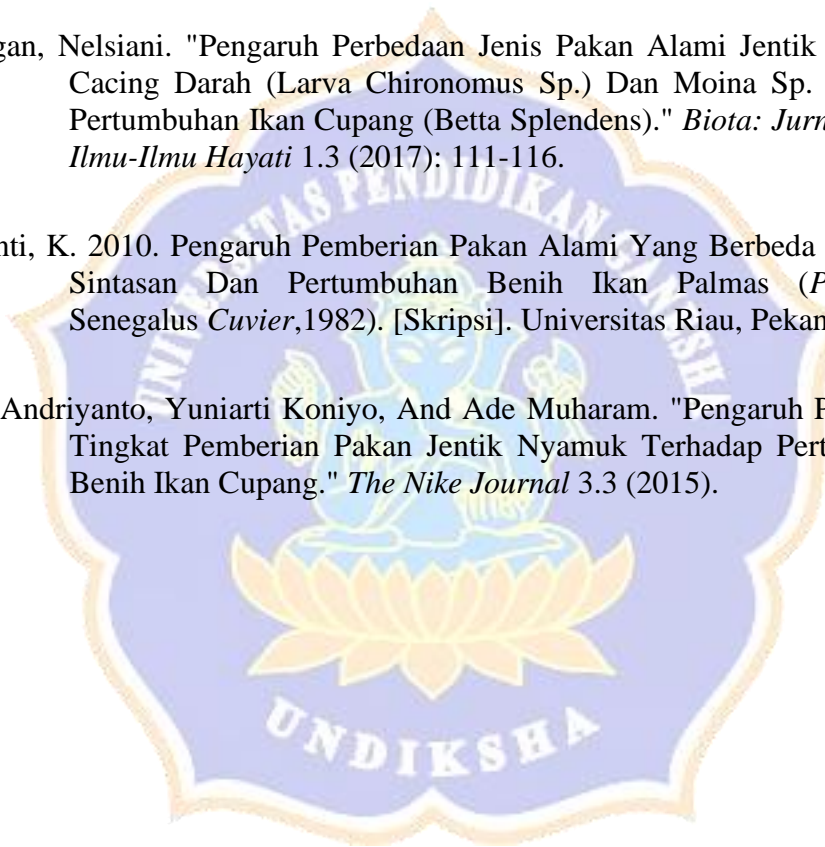 gan, Nelsiani. "Pengaruh Perbedaan Jenis Pakan Alami Jentik
Cacing Darah (Larva Chironomus Sp.) Dan Moina Sp.
Pertumbuhan Ikan Cupang (Betta Splendens)." Biota: Jurn
Ilmu-Ilmu Hayati 1.3 (2017): 111-116.
nti, K. 2010. Pengaruh Pemberian Pakan Alami Yang Berbeda
Sintasan Dan Pertumbuhan Benih Ikan Palmas (P
Senegalus Cuvier,1982). [Skripsi]. Universitas Riau, Pekan
Andriyanto, Yuniarti Koniyo, And Ade Muharam. "Pengaruh P
Tingkat Pemberian Pakan Jentik Nyamuk Terhadap Pert
Benih Ikan Cupang." The Nike Journal 3.3 (2015).
UNIVERSITAS PENDIDIKAN GANESHA
UNDIKSHA